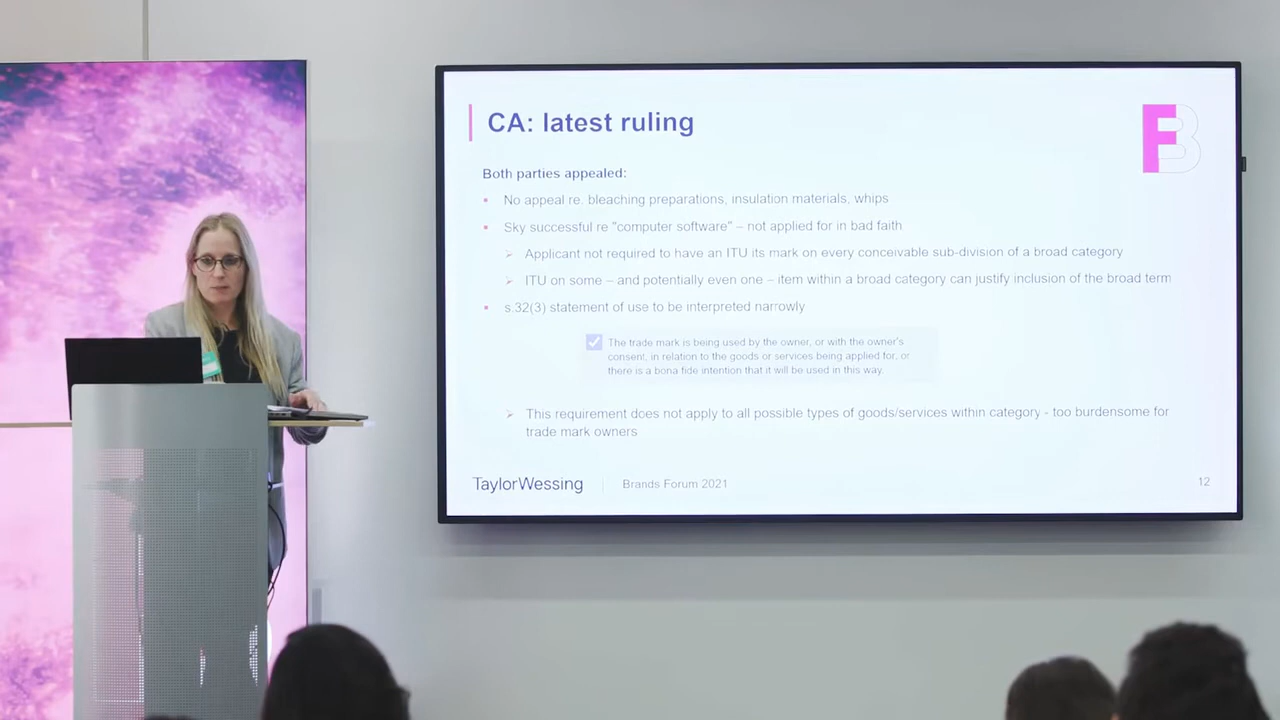 CA: latest ruling
FB
Both parties appealed:
• No appeal re. bleaching preparations, insulation materials, whips
• Sky successful re "computer software" – not applied for in bad faith
➢ Applicant not required to have an ITU its mark on every conceivable sub-division of a broad category
➢ ITU on some – and potentially even one – item within a broad category can justify inclusion of the broad term
• s.32(3) statement of use to be interpreted narrowly
The trade mark is being used by the owner, or with the owner's
consent, in relation to the goods or services being applied for, or
there is a bona fide intention that it will be used in this way.
➢ This requirement does not apply to all possible types of goods/services within category - too burdensome for
trade mark owners
TaylorWessing | Brands Forum 2021
12